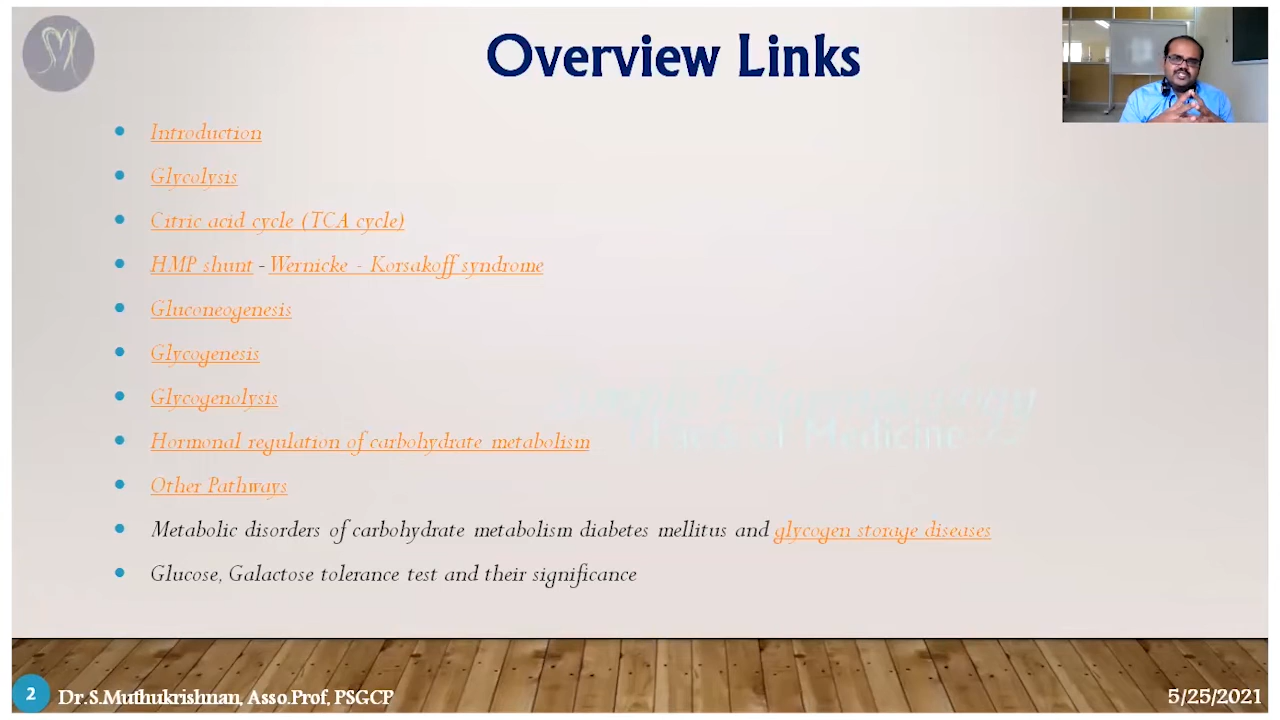 Overview Links
Introduction
Glycolysis
Citric acid cycle (TCA cycle)
HMP shunt - Wernicke - Korsakoff syndrome
Gluconeogenesis
Glycogenesis
Glycogenolysis
Hormonal regulation of carbohydrate metabolism
Other Pathways
Metabolic disorders of carbohydrate metabolism diabetes mellitus and glycogen storage diseases
Glucose, Galactose tolerance test and their significance
of Medicine
2 Dr.S.Muthukrishnan, Asso.Prof, PSGCP
5/25/2021